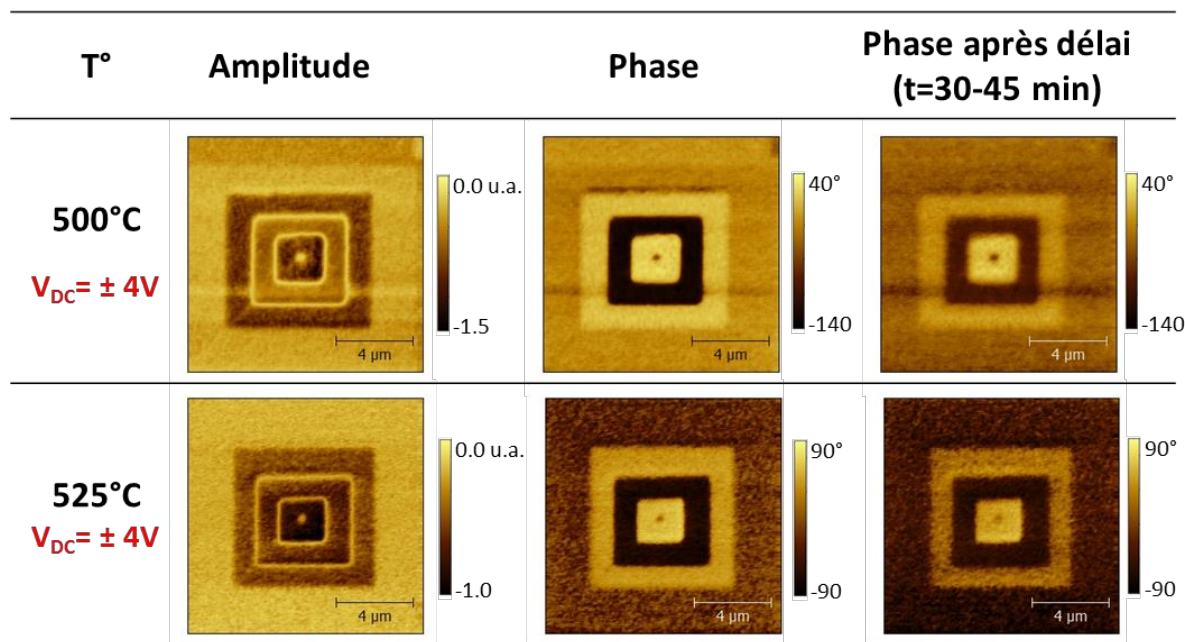 T° Amplitude Phase Phase après délai
(t=30-45 min)
500°C
V_DC= ± 4V
0.0 u.a.
-1.5
4 µm
40°
-140
4 µm
40°
-140
4 µm
525°C
V_DC= ± 4V
0.0 u.a.
-1.0
4 µm
90°
-90
4 µm
90°
-90
4 µm